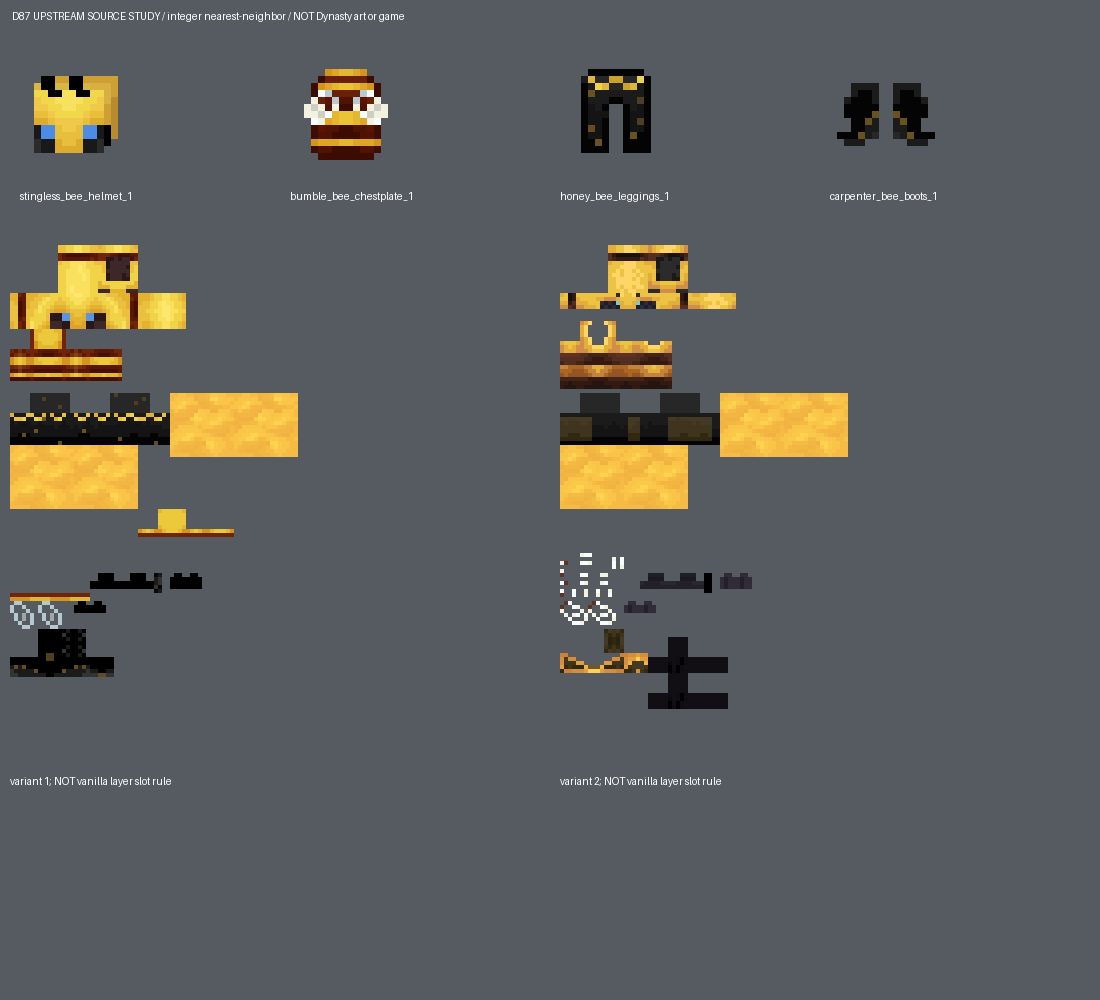 D87 UPSTREAM SOURCE STUDY / integer nearest-neighbor / NOT Dynasty art or game
stingless_bee_helmet_1
bumble_bee_chestplate_1
honey_bee_leggings_1
carpenter_bee_boots_1
variant 1; NOT vanilla layer slot rule
variant 2; NOT vanilla layer slot rule